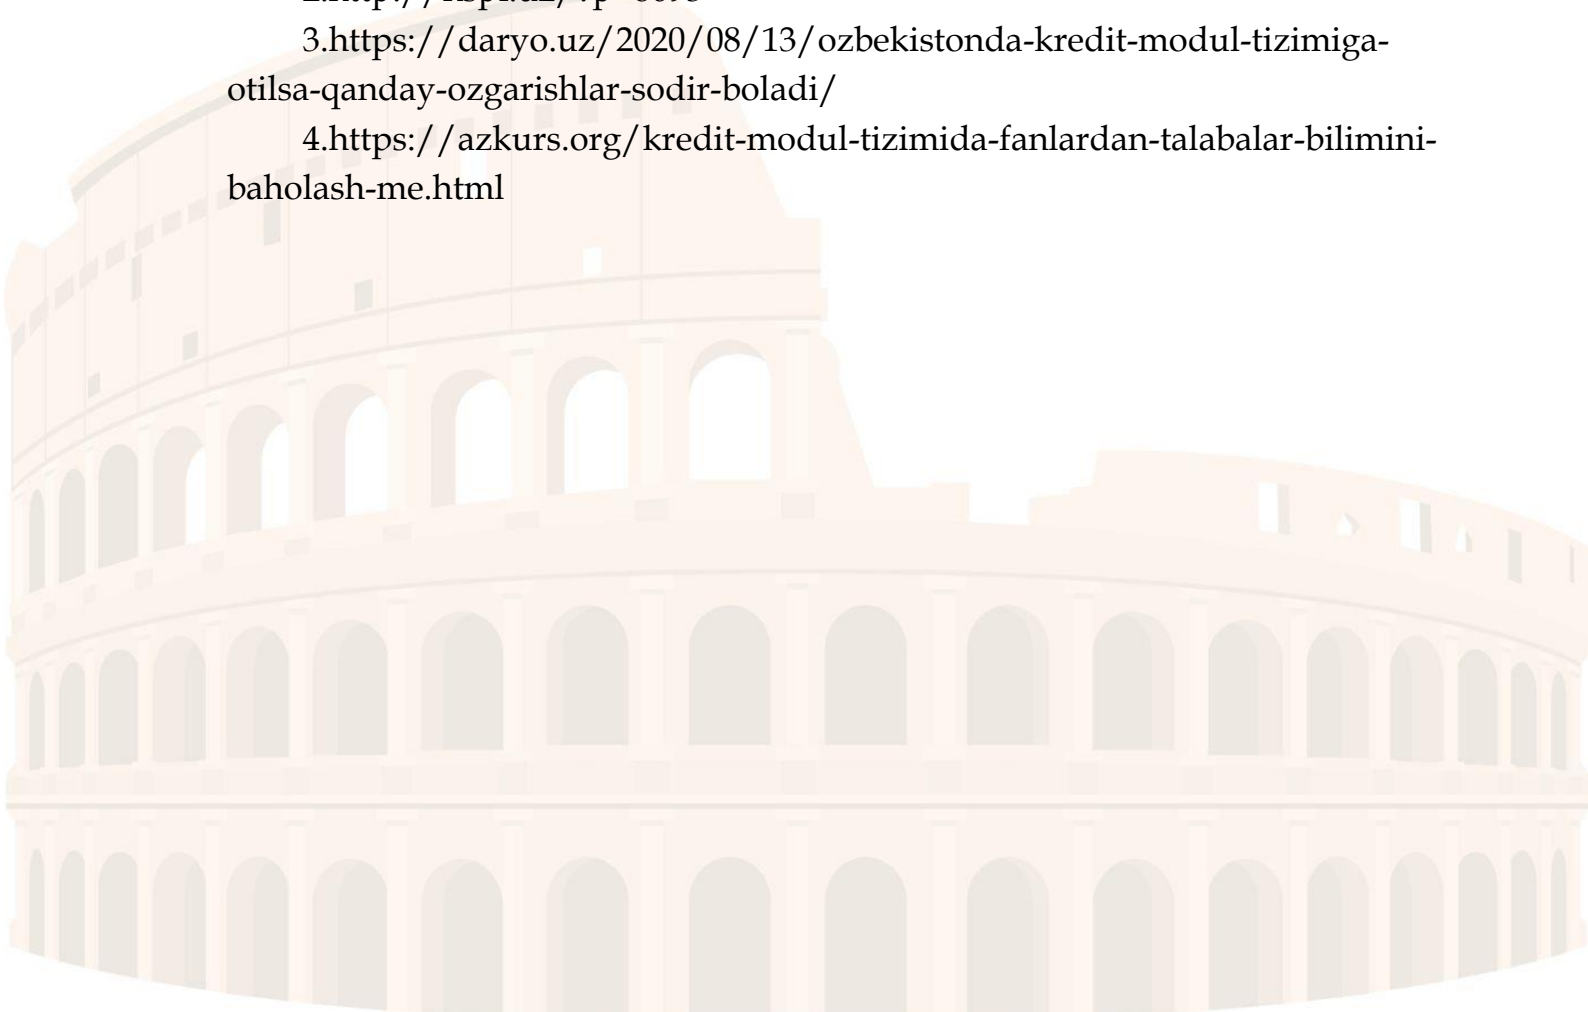 3.https://daryo.uz/2020/08/13/ozbekistonda-kredit-modul-tizimiga-
otilsa-qanday-ozgarishlar-sodir-boladi/
4.https://azkurs.org/kredit-modul-tizimida-fanlardan-talabalar-bilimini-
baholash-me.html